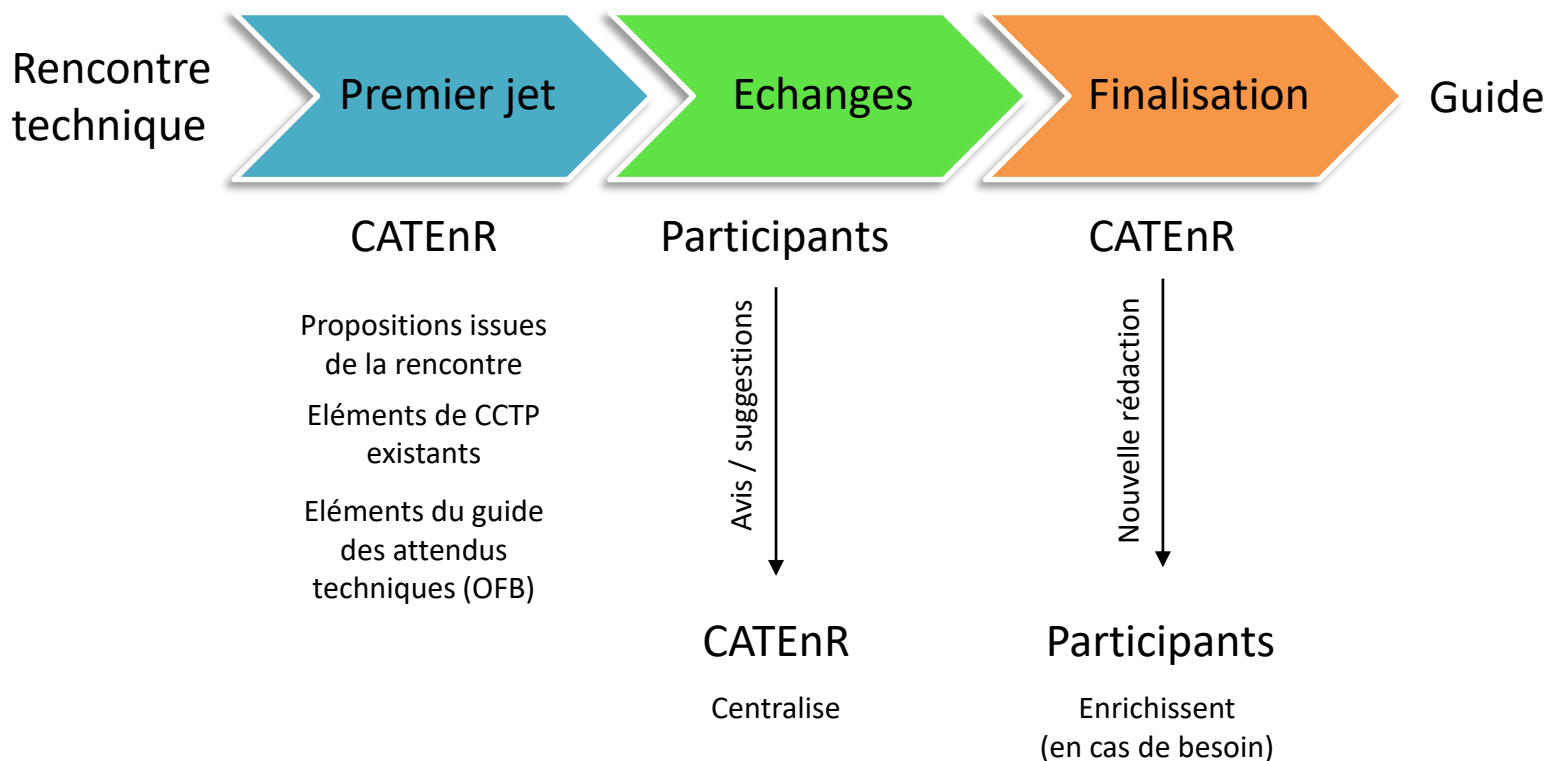 Rencontre
technique
Premier jet
Echanges
Finalisation
Guide
CATEnR
Propositions issues
de la rencontre
Eléments de CCTP
existants
Eléments du guide
des attendus
techniques (OFB)
Participants
Avis / suggestions
CATEnR
Centralise
CATEnR
Nouvelle rédaction
Participants
Enrichissent
(en cas de besoin)